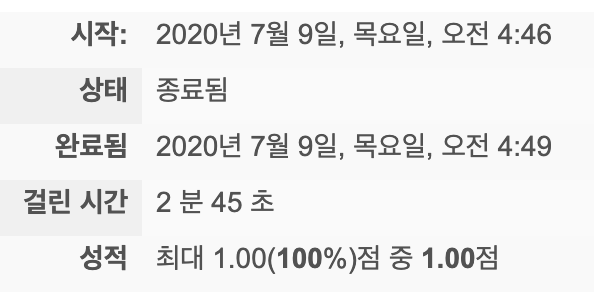 시작: 2020년 7월 9일, 목요일, 오전 4:46
상태 종료됨
완료됨 2020년 7월 9일, 목요일, 오전 4:49
걸린 시간 2 분 45 초
성적 최대 1.00(100%)점 중 1.00점